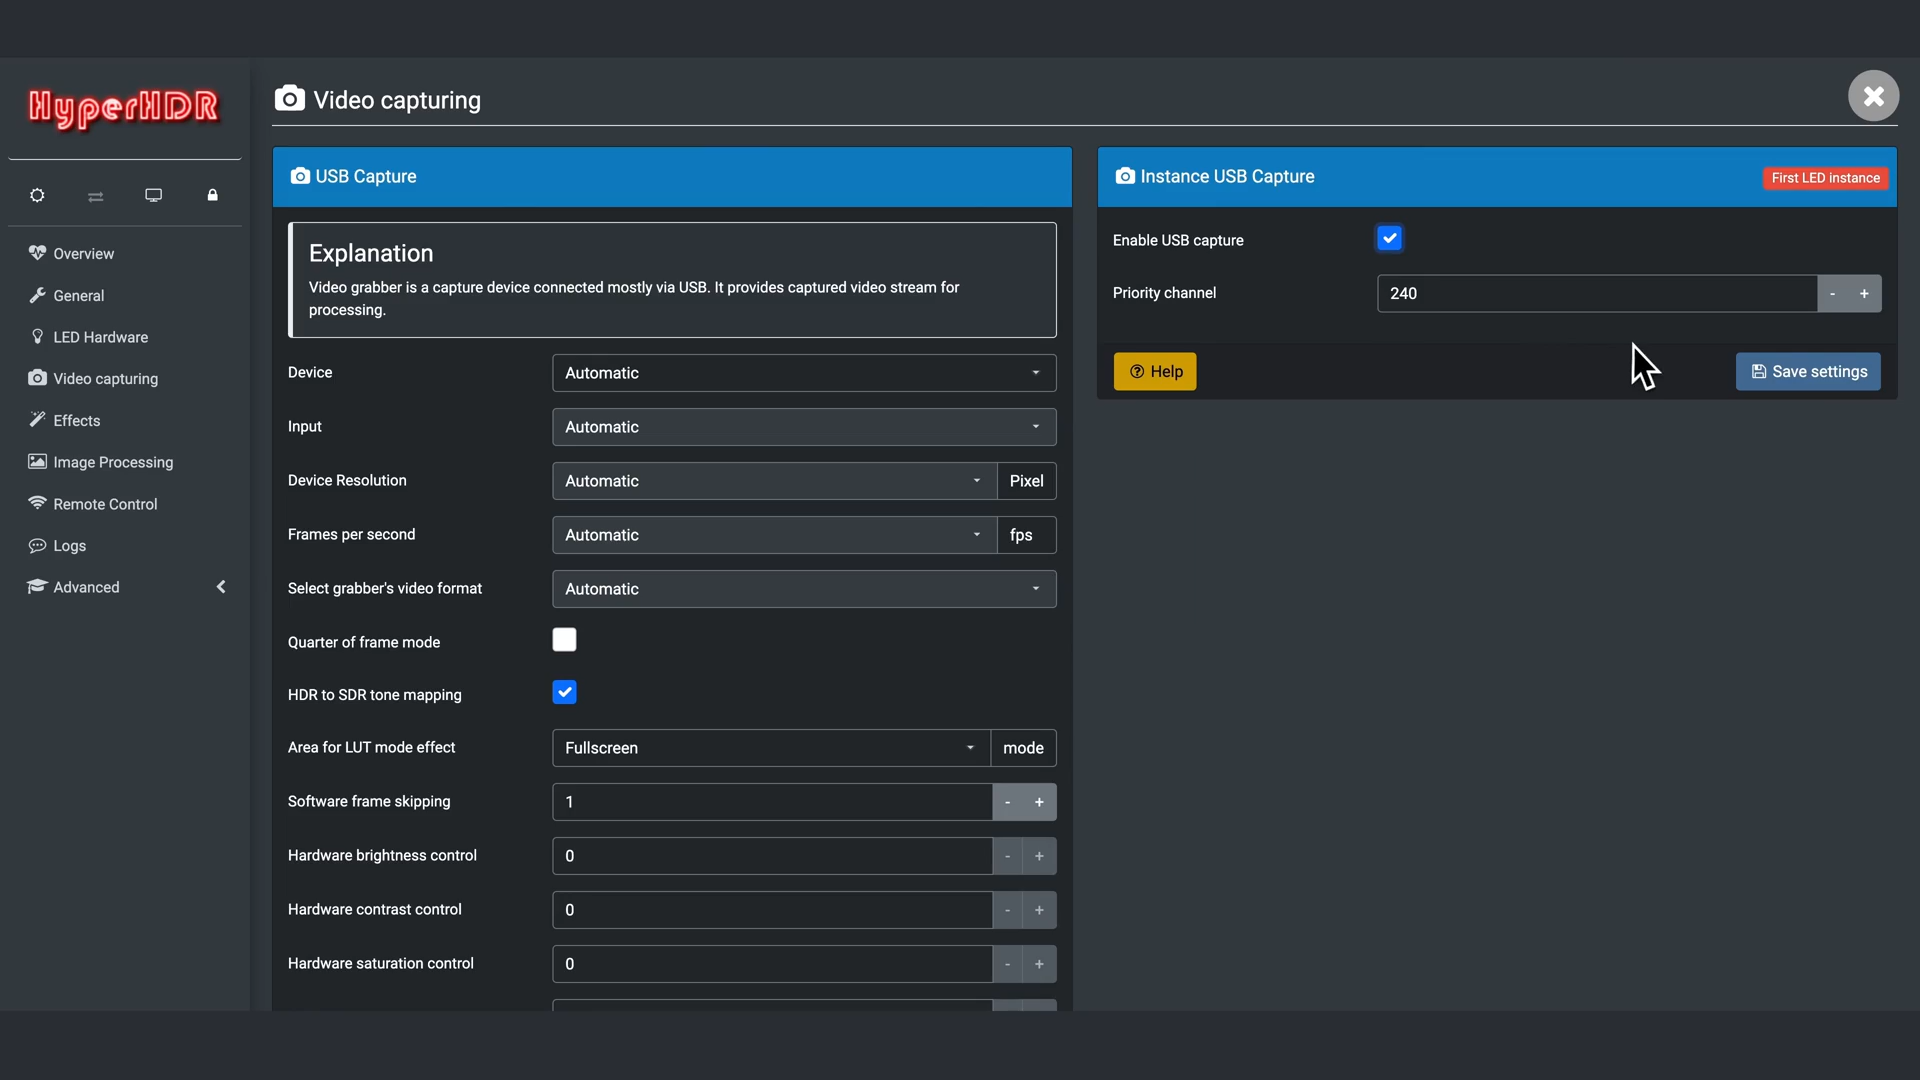 HyperHDR
Overview
General
LED Hardware
Video capturing
Effects
Image Processing
Remote Control
Logs
Advanced
Video capturing
USB Capture
Explanation
Video grabber is a capture device connected mostly via USB. It provides captured video stream for
processing.
Device Automatic
Input Automatic
Device Resolution Automatic Pixel
Frames per second Automatic fps
Select grabber's video format Automatic
Quarter of frame mode
HDR to SDR tone mapping
Area for LUT mode effect Fullscreen mode
Software frame skipping 1 - +
Hardware brightness control 0 - +
Hardware contrast control 0 - +
Hardware saturation control 0 - +
Instance USB Capture First LED instance
Enable USB capture
Priority channel 240 - +
Help Save settings